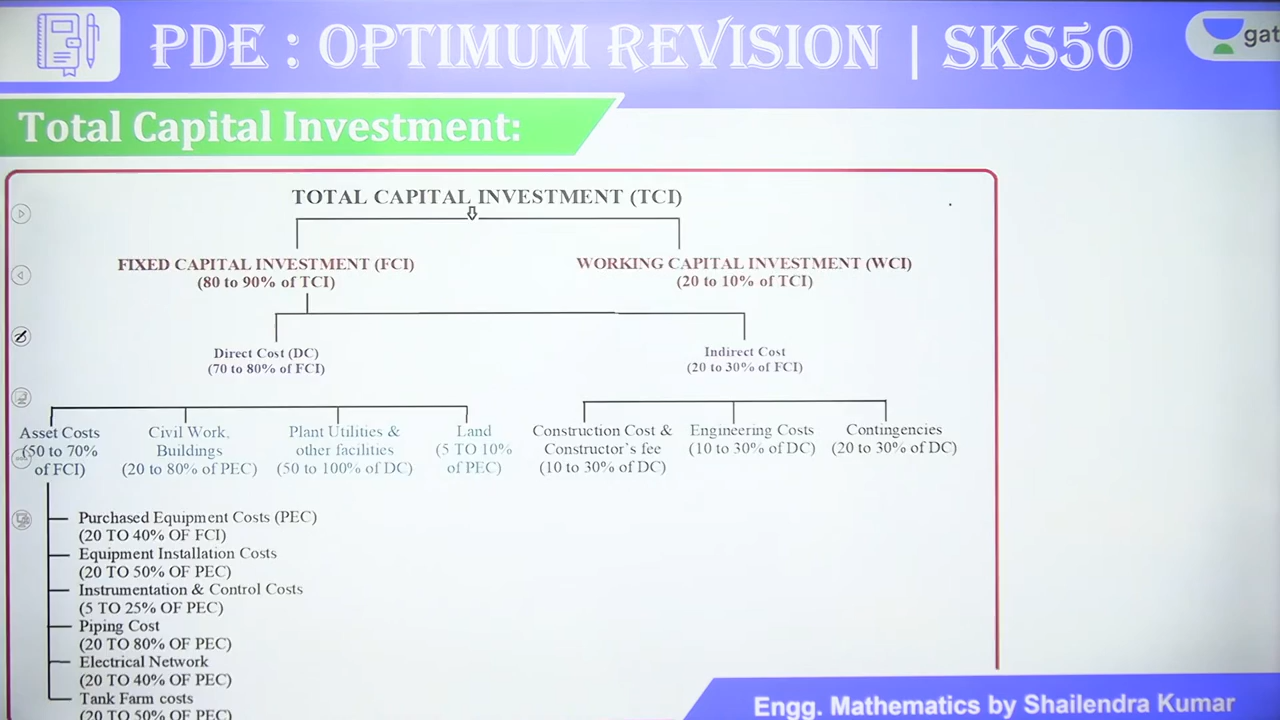 PDE : OPTIMUM REVISION | SKS50
gat
Total Capital Investment:
TOTAL CAPITAL INVESTMENT (TCI)
FIXED CAPITAL INVESTMENT (FCI)
(80 to 90% of TCI)
WORKING CAPITAL INVESTMENT (WCI)
(20 to 10% of TCI)
Direct Cost (DC)
(70 to 80% of FCI)
Indirect Cost
(20 to 30% of FCI)
Asset Costs
(50 to 70%
of FCI)
Civil Work,
Buildings
(20 to 80% of PEC)
Plant Utilities &
other facilities
(50 to 100% of DC)
Land
(5 TO 10%
of PEC)
Construction Cost &
Constructor's fee
(10 to 30% of DC)
Engineering Costs
(10 to 30% of DC)
Contingencies
(20 to 30% of DC)
Purchased Equipment Costs (PEC)
(20 TO 40% OF FCI)
Equipment Installation Costs
(20 TO 50% OF PEC)
Instrumentation & Control Costs
(5 TO 25% OF PEC)
Piping Cost
(20 TO 80% OF PEC)
Electrical Network
(20 TO 40% OF PEC)
Tank Farm costs
(20 TO 50% OF PEC)
Engg. Mathematics by Shailendra Kumar